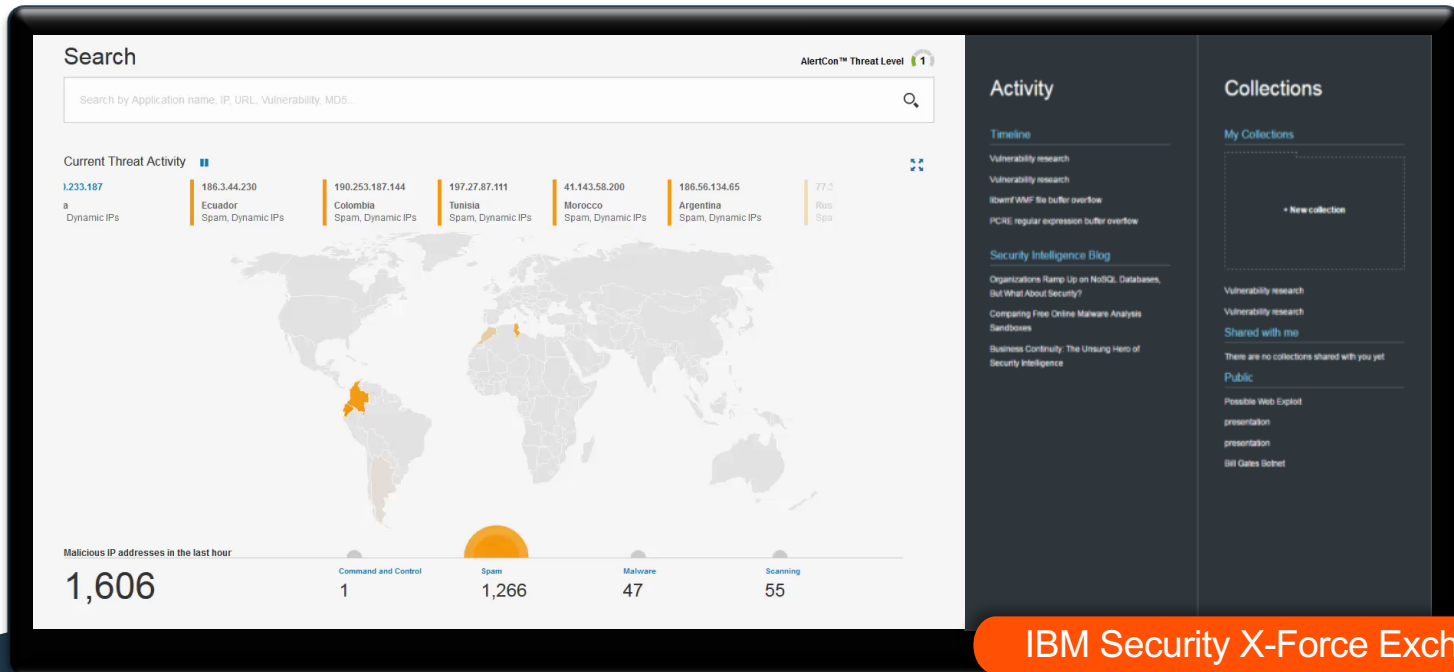 Search
AlertCon™ Threat Level 1
Search by Application name, IP, URL, Vulnerability, MD5...
Current Threat Activity
.233.187
a
Dynamic IPs
186.3.44.230
Ecuador
Spam, Dynamic IPs
190.253.187.144
Colombia
Spam, Dynamic IPs
197.27.87.111
Tunisia
Spam, Dynamic IPs
41.143.58.200
Morocco
Spam, Dynamic IPs
186.56.134.65
Argentina
Spam, Dynamic IPs
77.3
Rus
Spa
Malicious IP addresses in the last hour
1,606
Command and Control
1
Spam
1,266
Malware
47
Scanning
55
Activity
Timeline
Vulnerability research
Vulnerability research
libwmf WMF file buffer overflow
PCRE regular expression buffer overflow
Security Intelligence Blog
Organizations Ramp Up on NoSQL Databases,
But What About Security?
Comparing Free Online Malware Analysis
Sandboxes
Business Continuity: The Unsung Hero of
Security Intelligence
Collections
My Collections
+ New collection
Vulnerability research
Vulnerability research
Shared with me
There are no collections shared with you yet
Public
Possible Web Exploit
presentation
presentation
Bill Gates Botnet
IBM Security X-Force Exch